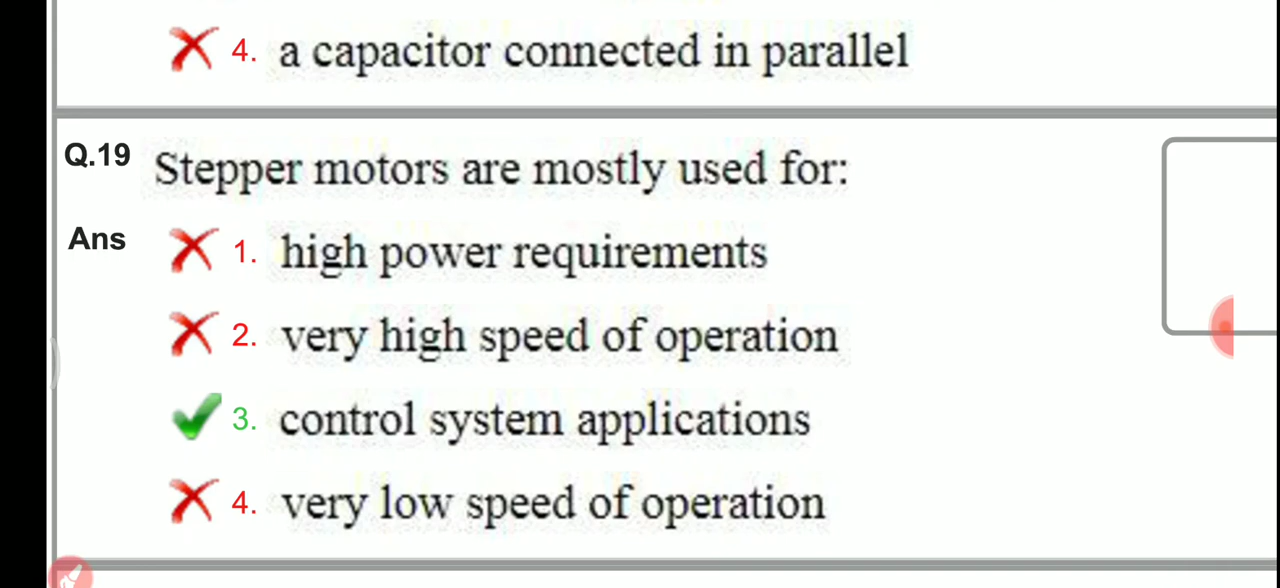 4. a capacitor connected in parallel
Q.19 Stepper motors are mostly used for:
Ans 1. high power requirements
2. very high speed of operation
3. control system applications
4. very low speed of operation